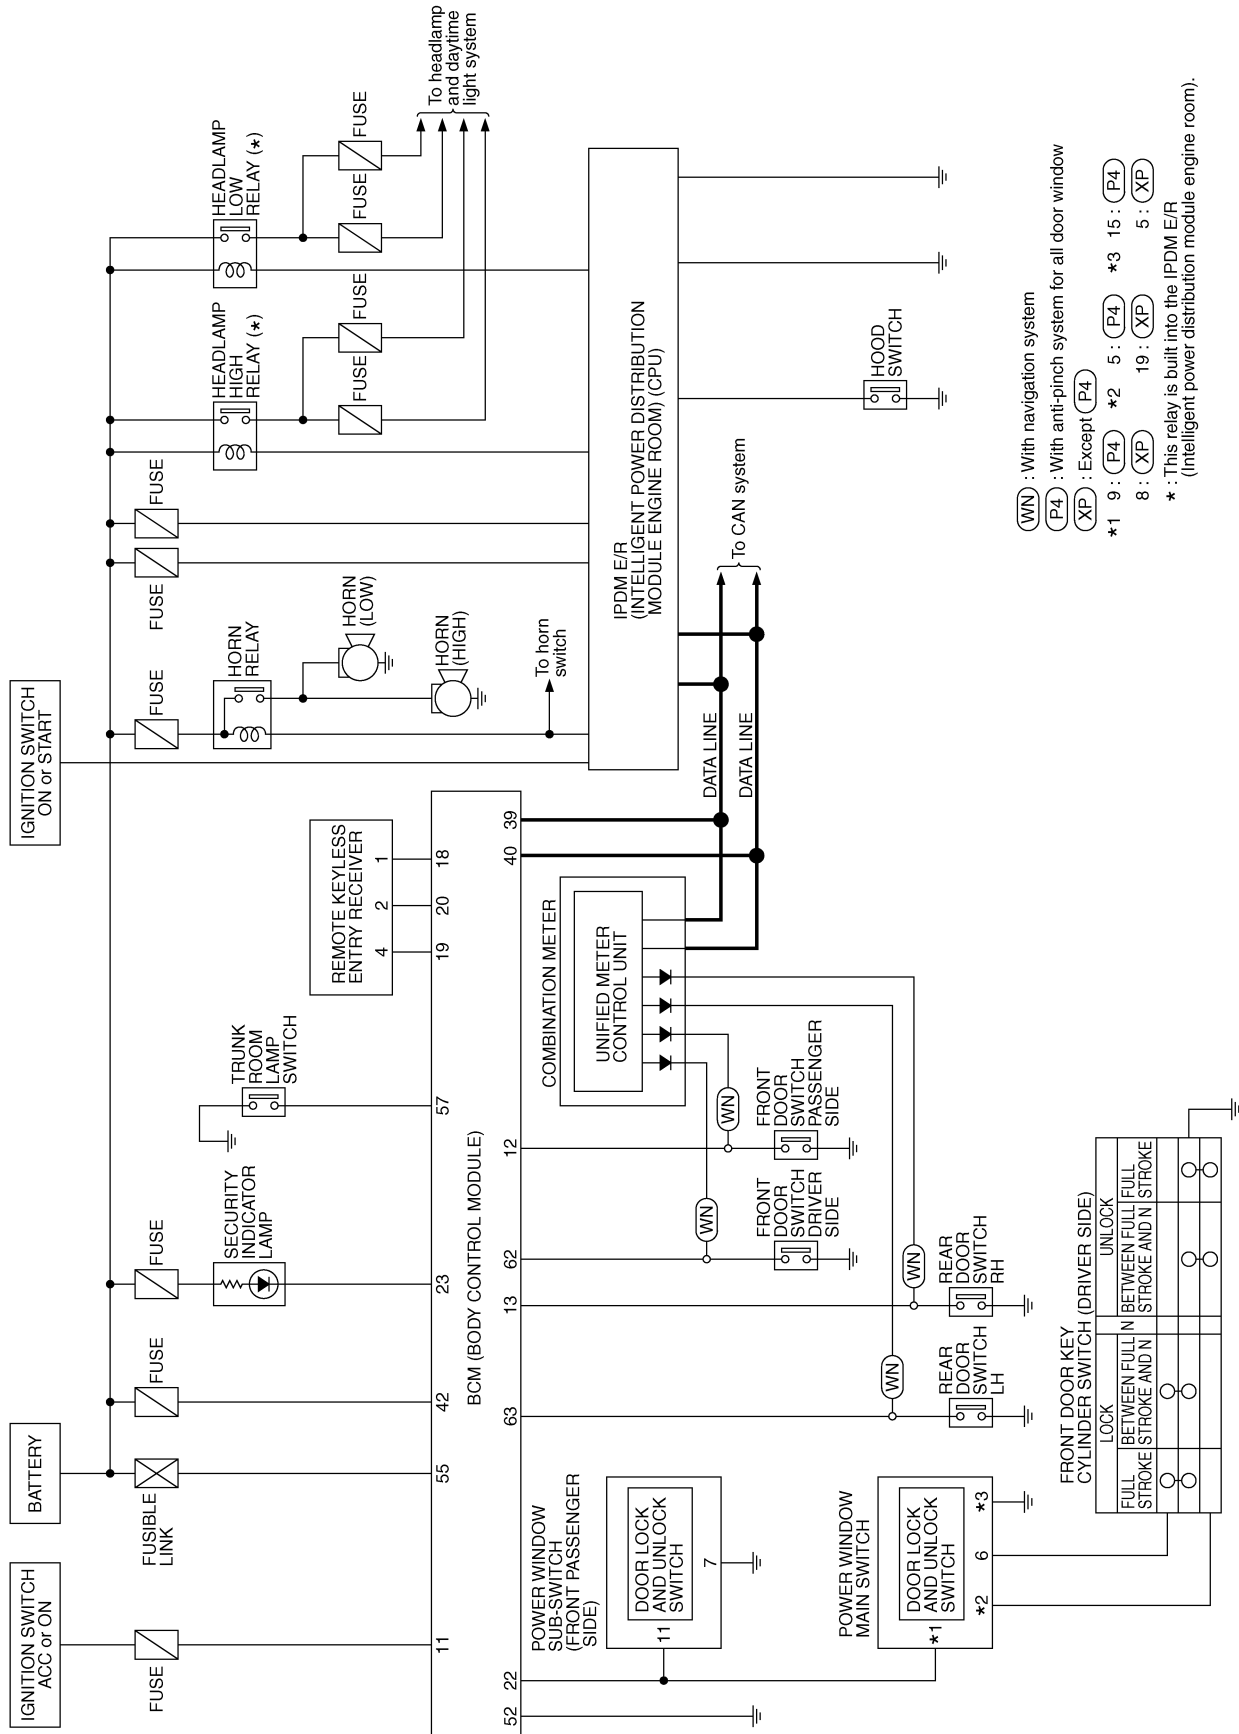 IGNITION SWITCH
ACC or ON
BATTERY
IGNITION SWITCH
ON or START
FUSE
FUSIBLE
LINK
FUSE
FUSE
FUSE
FUSE
FUSE
SECURITY
INDICATOR
LAMP
TRUNK
ROOM
LAMP
SWITCH
REMOTE KEYLESS
ENTRY RECEIVER
4
2
1
HORN
RELAY
HORN
(LOW)
HORN
(HIGH)
To horn
switch
HEADLAMP
HIGH
RELAY (*)
HEADLAMP
LOW
RELAY (*)
FUSE
FUSE
FUSE
FUSE
To headlamp
and daytime
light system
11
55
42
23
57
19
20
18
BCM (BODY CONTROL MODULE)
52
22
63
13
62
12
40
39
IPDM E/R
(INTELLIGENT POWER DISTRIBUTION
MODULE ENGINE ROOM) (CPU)
DATA LINE
DATA LINE
To CAN system
COMBINATION METER
UNIFIED METER
CONTROL UNIT
WN
WN
WN
WN
POWER WINDOW
SUB-SWITCH
(FRONT PASSENGER
SIDE)
DOOR LOCK
AND UNLOCK
SWITCH
11
7
FRONT
DOOR
SWITCH
DRIVER
SIDE
FRONT
DOOR
SWITCH
PASSENGER
SIDE
HOOD
SWITCH
POWER WINDOW
MAIN SWITCH
DOOR LOCK
AND UNLOCK
SWITCH
*1
*2
6
*3
REAR
DOOR
SWITCH
LH
REAR
DOOR
SWITCH
RH
FRONT DOOR KEY
CYLINDER SWITCH (DRIVER SIDE)
LOCK
N
UNLOCK
FULL
STROKE
BETWEEN FULL
STROKE AND N
BETWEEN FULL
STROKE AND N
FULL
STROKE
WN : With navigation system
P4 : With anti-pinch system for all door window
XP : Except P4
*1 9 : P4 *2 5 : P4 *3 15 : P4
8 : XP 19 : XP 5 : XP
* : This relay is built into the IPDM E/R
(Intelligent power distribution module engine room).